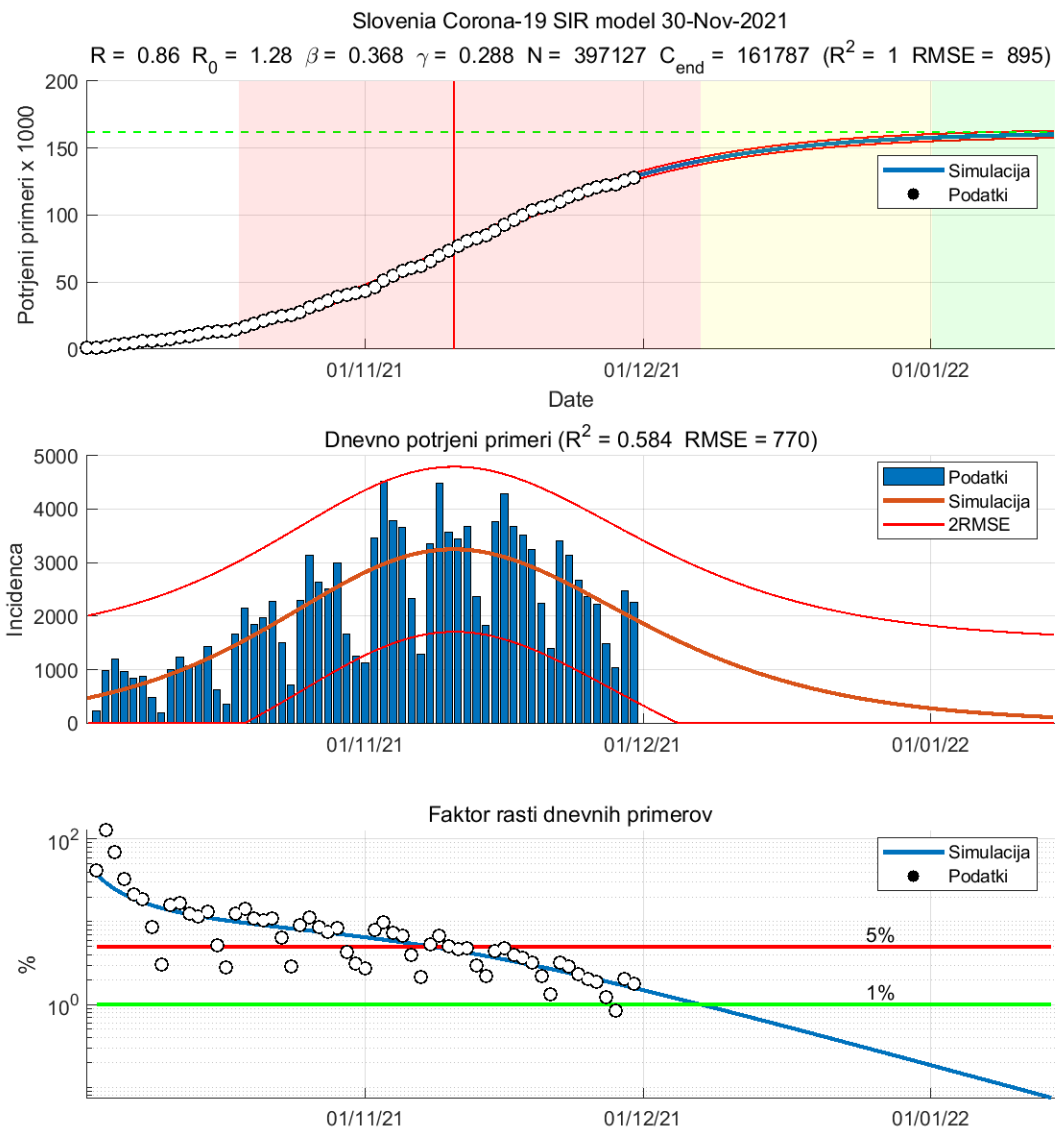 Slovenia Corona-19 SIR model 30-Nov-2021
R = 0.86 R0 = 1.28 β = 0.368 γ = 0.288 N = 397127 Cend = 161787 (R2 = 1 RMSE = 895)
200
150
100
50
0
Potrjeni primeri x 1000
Simulacija
Podatki
01/11/21 01/12/21 01/01/22
Date
Dnevno potrjeni primeri (R2 = 0.584 RMSE = 770)
5000
4000
3000
2000
1000
0
Incidenca
Podatki
Simulacija
2RMSE
01/11/21 01/12/21 01/01/22
Faktor rasti dnevnih primerov
102
100
%
Simulacija
Podatki
5%
1%
01/11/21 01/12/21 01/01/22